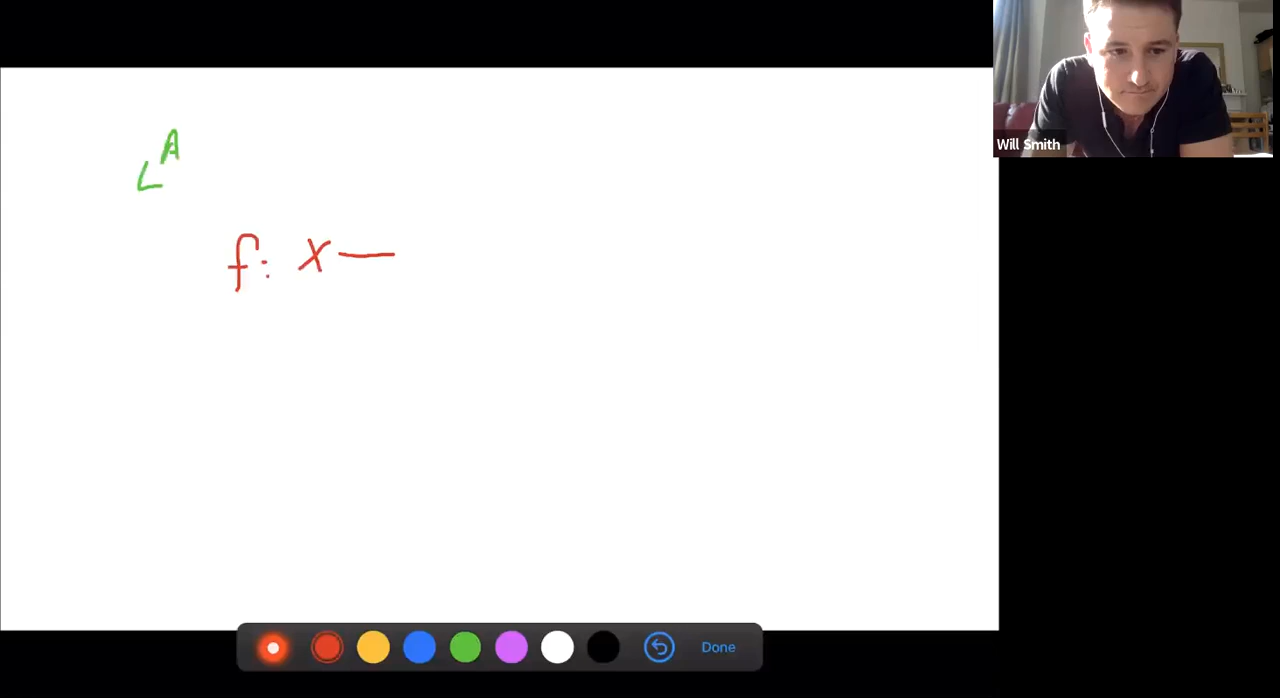 A
L
f: x —
Will Smith
Done